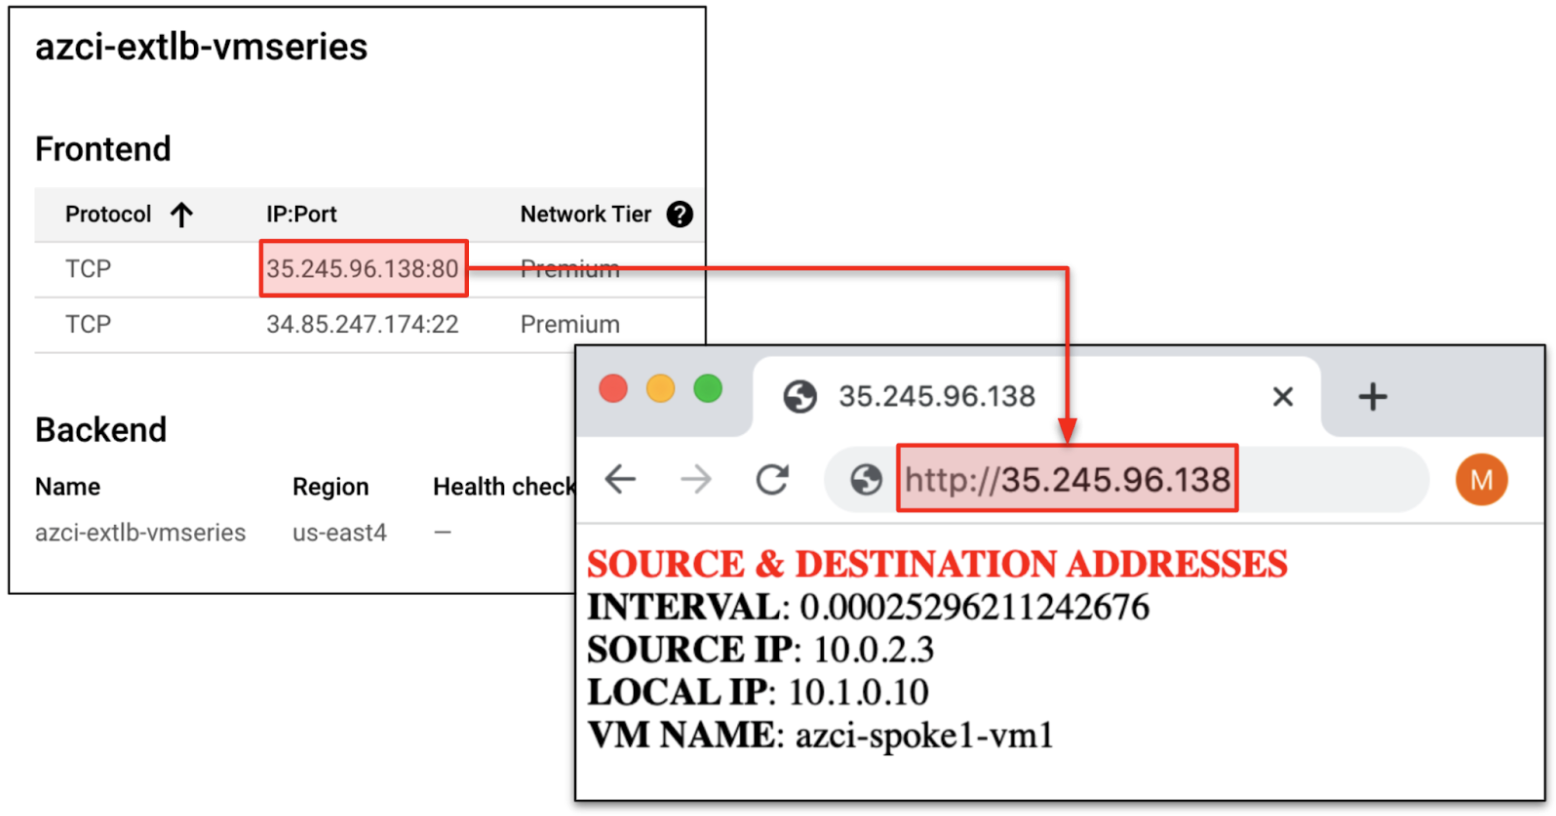 azci-extlb-vmseries
Frontend
Protocol ↑ IP:Port Network Tier ?
TCP 35.245.96.138:80 Premium
TCP 34.85.247.174:22 Premium
Backend
Name Region Health check
azci-extlb-vmseries us-east4 —
35.245.96.138
http://35.245.96.138 M
SOURCE & DESTINATION ADDRESSES
INTERVAL: 0.00025296211242676
SOURCE IP: 10.0.2.3
LOCAL IP: 10.1.0.10
VM NAME: azci-spoke1-vm1